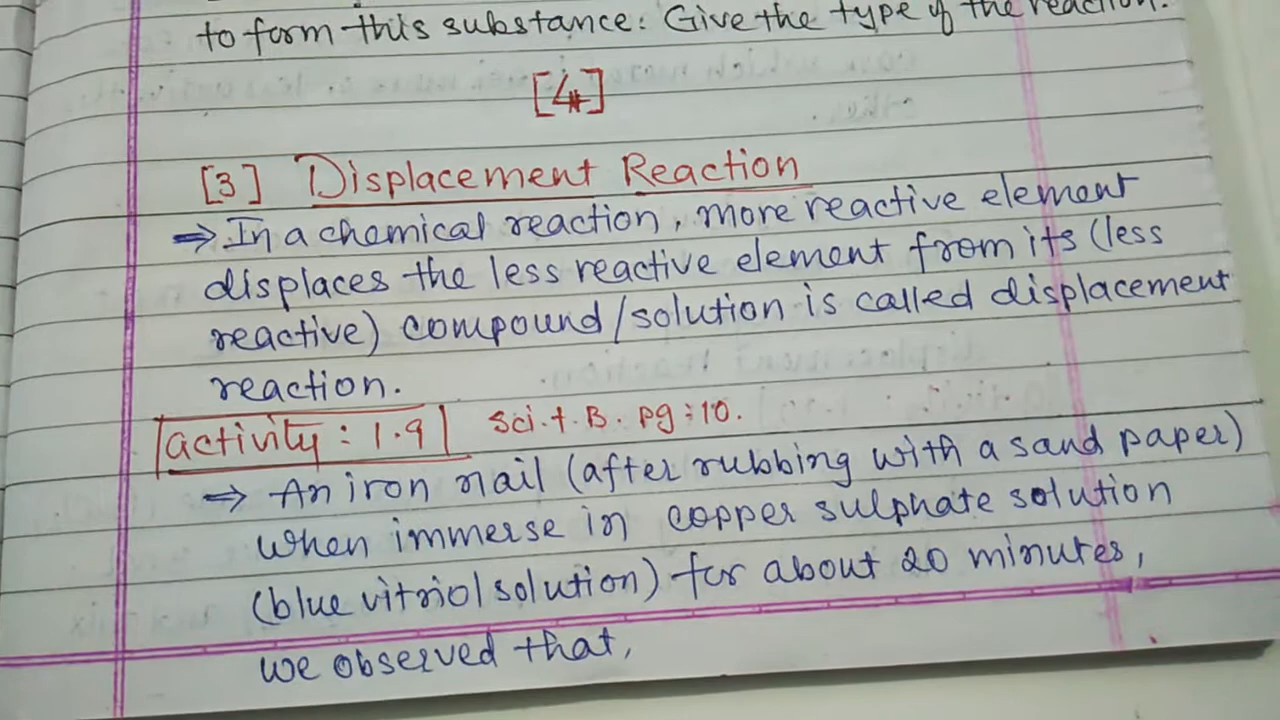 to form this substance. Give the type of the reaction.
[4]
[3] Displacement Reaction
⇒ In a chemical reaction, more reactive element
displaces the less reactive element from its (less
reactive) compound/solution is called displacement
reaction.
activity: 1.9 Sci.t.B. pg:10.
⇒ An iron nail (after rubbing with a sand paper)
when immerse in copper sulphate solution
(blue vitriol solution) for about 20 minutes,
we observed that,